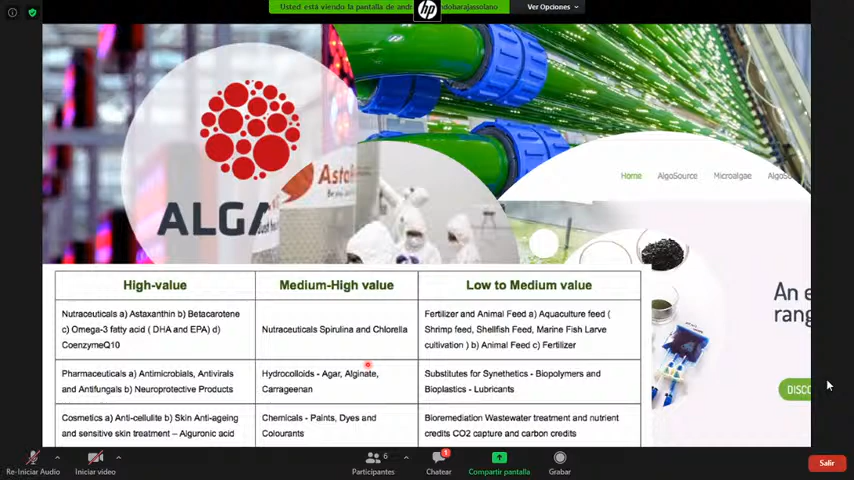 Usted está viendo la pantalla de
Ver Opciones
hp
ALGA
Home AlgoSource Microalgae
An e
rang
DISCO
High-value Medium-High value Low to Medium value
Nutraceuticals a) Astaxanthin b) Betacarotene
c) Omega-3 fatty acid ( DHA and EPA) d)
CoenzymeQ10
Nutraceuticals Spirulina and Chlorella
Fertilizer and Animal Feed a) Aquaculture feed (
Shrimp feed, Shellfish Feed, Marine Fish Larve
cultivation ) b) Animal Feed c) Fertilizer
Pharmaceuticals a) Antimicrobials, Antivirals
and Antifungals b) Neuroprotective Products
Hydrocolloids - Agar, Alginate,
Carrageenan
Substitutes for Synethetics - Biopolymers and
Bioplastics - Lubricants
Cosmetics a) Anti-cellulite b) Skin Anti-ageing
and sensitive skin treatment – Alguronic acid
Chemicals - Paints, Dyes and
Colourants
Bioremediation Wastewater treatment and nutrient
credits CO2 capture and carbon credits
Re-Iniciar Audio Iniciar video Participantes 6 Chatear 1 Compartir pantalla Grabar Salir